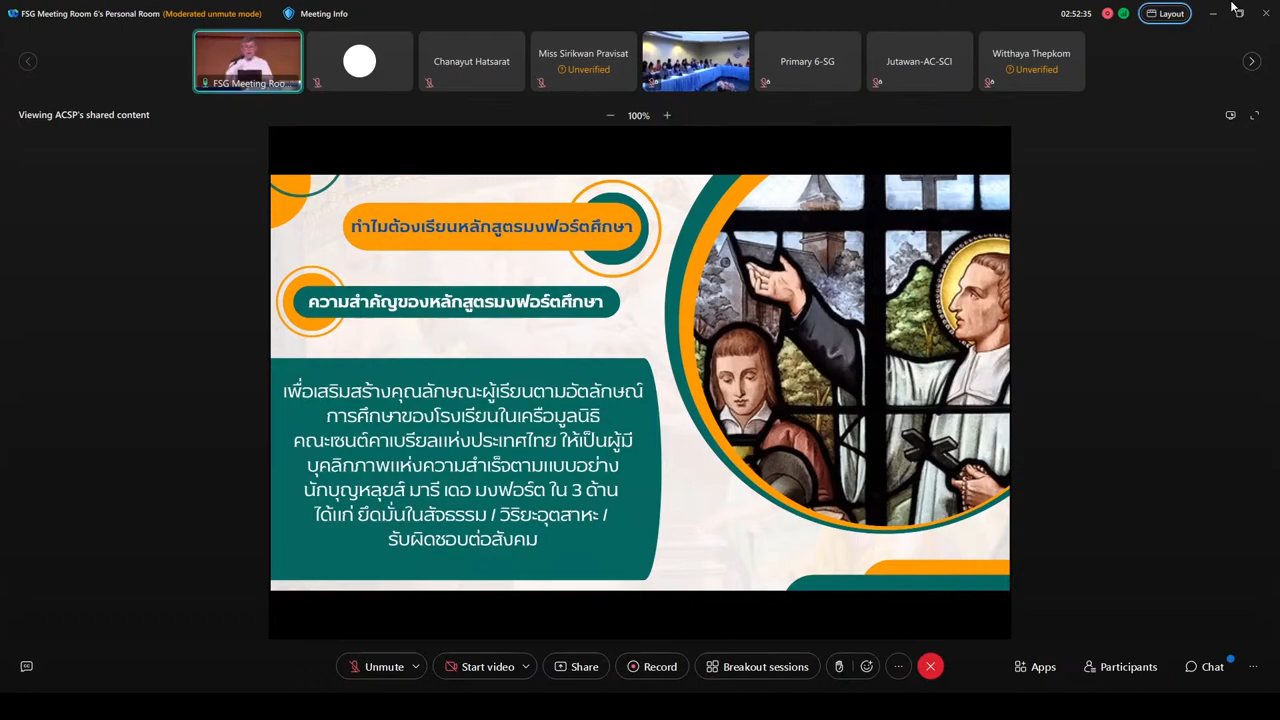 FSG Meeting Room 6's Personal Room (Moderated unmute mode) Meeting Info 02:52:35 Layout
FSG Meeting Roo...
Chanayut Hatsarat
Miss Sirikwan Pravisat
Unverified
Primary 6-SG
Jutawan-AC-SCI
Witthaya Thepkom
Unverified
Viewing ACSP's shared content
100%
ทำไมต้องเรียนหลักสูตรมงฟอร์ตศึกษา
ความสำคัญของหลักสูตรมงฟอร์ตศึกษา
เพื่อเสริมสร้างคุณลักษณะผู้เรียนตามอัตลักษณ์
การศึกษาของโรงเรียนในเครือมูลนิธิ
คณะเซนต์คาเบรียลแห่งประเทศไทย ให้เป็นผู้มี
บุคลิกภาพแห่งความสำเร็จตามแบบอย่าง
นักบุญหลุยส์ มารี เดอ มงฟอร์ต ใน 3 ด้าน
ได้แก่ ยึดมั่นในสัจธรรม / วิริยะอุตสาหะ /
รับผิดชอบต่อสังคม
CC Unmute Start video Share Record Breakout sessions Apps Participants Chat